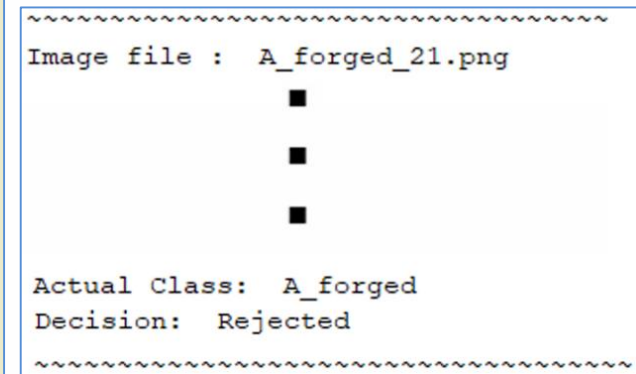 ~~~~~~~~~~~~~~~~~~~~~~~~~~~~~~~~~~~
Image file :  A_forged_21.png
■
■
■
Actual Class:  A_forged
Decision:  Rejected
~~~~~~~~~~~~~~~~~~~~~~~~~~~~~~~~~~~~